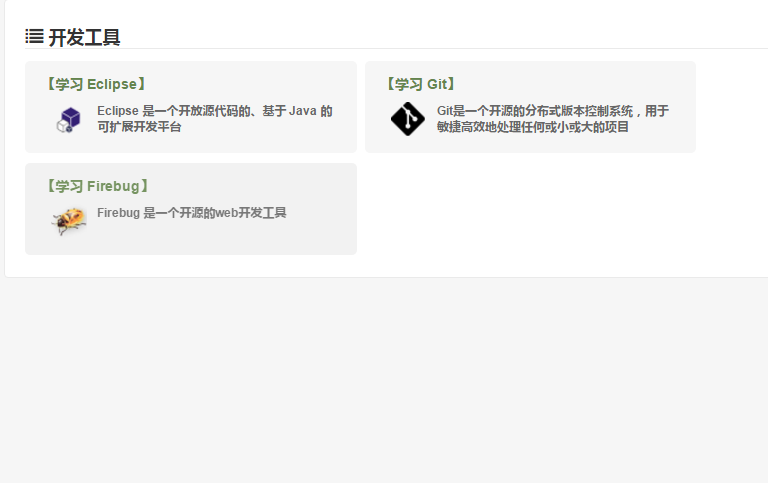 开发工具
【学习 Eclipse】
Eclipse 是一个开放源代码的、基于 Java 的
可扩展开发平台
【学习 Git】
Git是一个开源的分布式版本控制系统，用于
敏捷高效地处理任何或小或大的项目
【学习 Firebug】
Firebug 是一个开源的web开发工具